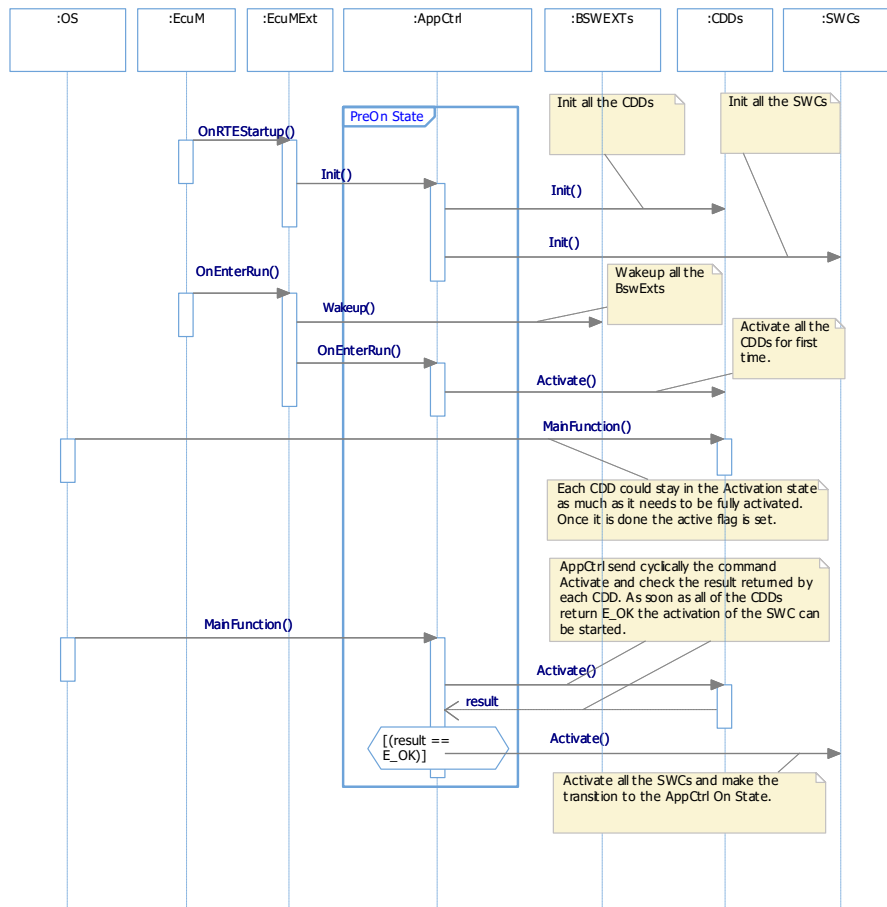 :OS
:EcuM
:EcuMExt
:AppCtrl
:BSWEXTs
:CDDs
:SWCs
Init all the CDDs
Init all the SWCs
PreOn State
OnRTEStartup()
Init()
Init()
Init()
OnEnterRun()
Wakeup all the
BswExts
Wakeup()
Activate all the
CDDs for first
time.
OnEnterRun()
Activate()
MainFunction()
Each CDD could stay in the Activation state
as much as it needs to be fully activated.
Once it is done the active flag is set.
AppCtrl send cyclically the command
Activate and check the result returned by
each CDD. As soon as all of the CDDs
return E_OK the activation of the SWC can
be started.
MainFunction()
Activate()
result
[(result ==
E_OK)]
Activate()
Activate all the SWCs and make the
transition to the AppCtrl On State.